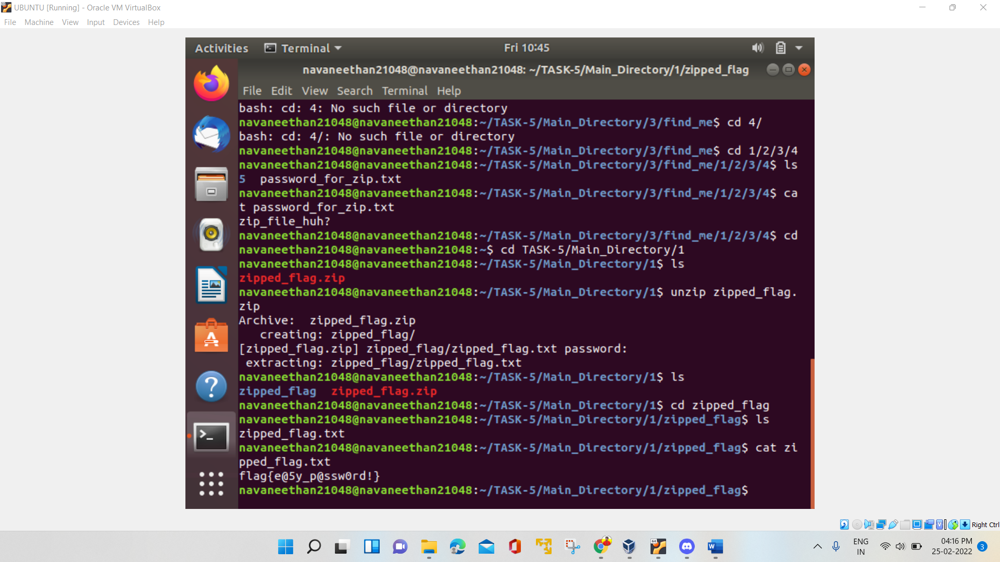 UBUNTU [Running] - Oracle VM VirtualBox
File Machine View Input Devices Help
Activities Terminal Fri 10:45
navaneethan21048@navaneethan21048: ~/TASK-5/Main_Directory/1/zipped_flag
File Edit View Search Terminal Help
bash: cd: 4: No such file or directory
navaneethan21048@navaneethan21048:~/TASK-5/Main_Directory/3/find_me$ cd 4/
bash: cd: 4/: No such file or directory
navaneethan21048@navaneethan21048:~/TASK-5/Main_Directory/3/find_me$ cd 1/2/3/4
navaneethan21048@navaneethan21048:~/TASK-5/Main_Directory/3/find_me/1/2/3/4$ ls
5  password_for_zip.txt
navaneethan21048@navaneethan21048:~/TASK-5/Main_Directory/3/find_me/1/2/3/4$ ca
t password_for_zip.txt
zip_file_huh?
navaneethan21048@navaneethan21048:~/TASK-5/Main_Directory/3/find_me/1/2/3/4$ cd
navaneethan21048@navaneethan21048:~$ cd TASK-5/Main_Directory/1
navaneethan21048@navaneethan21048:~/TASK-5/Main_Directory/1$ ls
zipped_flag.zip
navaneethan21048@navaneethan21048:~/TASK-5/Main_Directory/1$ unzip zipped_flag.
zip
Archive:  zipped_flag.zip
   creating: zipped_flag/
[zipped_flag.zip] zipped_flag/zipped_flag.txt password:
 extracting: zipped_flag/zipped_flag.txt
navaneethan21048@navaneethan21048:~/TASK-5/Main_Directory/1$ ls
zipped_flag  zipped_flag.zip
navaneethan21048@navaneethan21048:~/TASK-5/Main_Directory/1$ cd zipped_flag
navaneethan21048@navaneethan21048:~/TASK-5/Main_Directory/1/zipped_flag$ ls
zipped_flag.txt
navaneethan21048@navaneethan21048:~/TASK-5/Main_Directory/1/zipped_flag$ cat zi
pped_flag.txt
flag{e@5y_p@ssw0rd!}
navaneethan21048@navaneethan21048:~/TASK-5/Main_Directory/1/zipped_flag$
Right Ctrl
ENG
IN
04:16 PM
25-02-2022
3